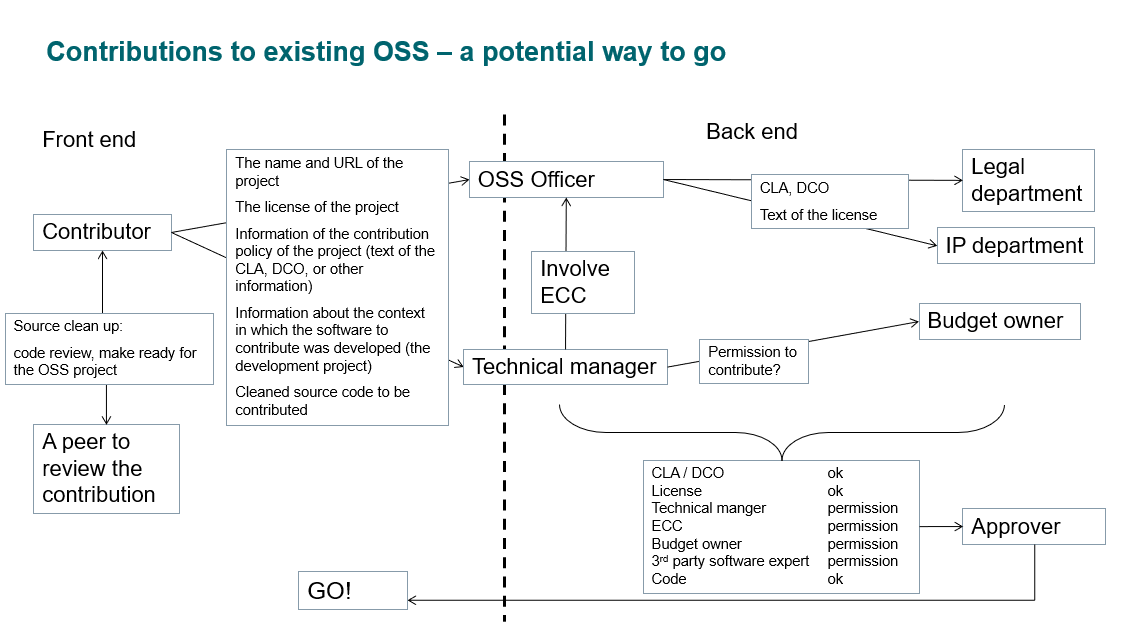 Contributions to existing OSS – a potential way to go
Front end
Back end
The name and URL of the
project
The license of the project
Information of the contribution
policy of the project (text of the
CLA, DCO, or other
information)
Information about the context
in which the software to
contribute was developed (the
development project)
Cleaned source code to be
contributed
Contributor
Source clean up:
code review, make ready for
the OSS project
A peer to
review the
contribution
OSS Officer
CLA, DCO
Text of the license
Legal
department
IP department
Involve
ECC
Technical manager
Permission to
contribute?
Budget owner
CLA / DCO ok
License ok
Technical manger permission
ECC permission
Budget owner permission
3rd party software expert permission
Code ok
Approver
GO!